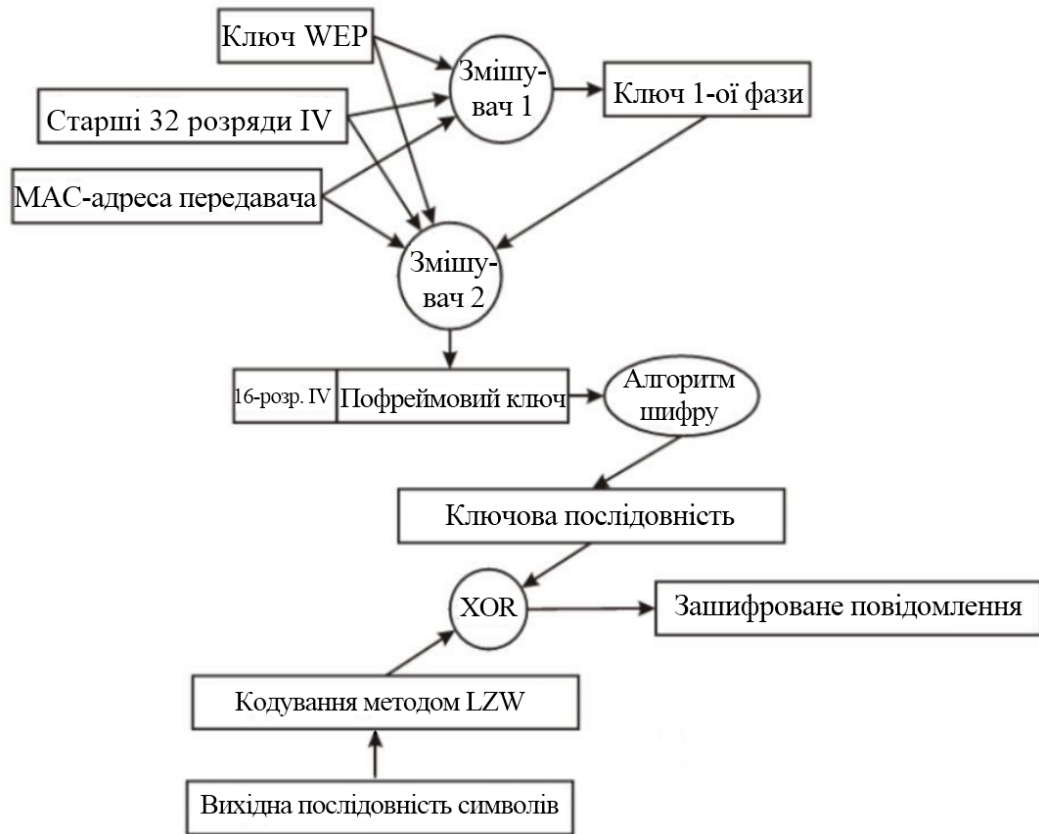 Ключ WEP
Змішу-
вач 1
Ключ 1-ої фази
Старші 32 розряди IV
МАС-адреса передавача
Змішу-
вач 2
16-розр. IV
Пофреймовий ключ
Алгоритм
шифру
Ключова послідовність
XOR
Зашифроване повідомлення
Кодування методом LZW
Вихідна послідовність символів